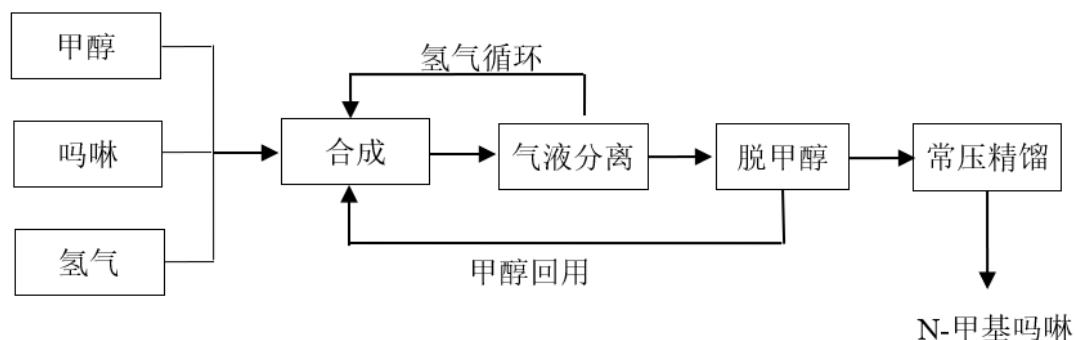 甲醇
吗啉
氢气
氢气循环
合成
气液分离
脱甲醇
常压精馏
甲醇回用
N-甲基吗啉